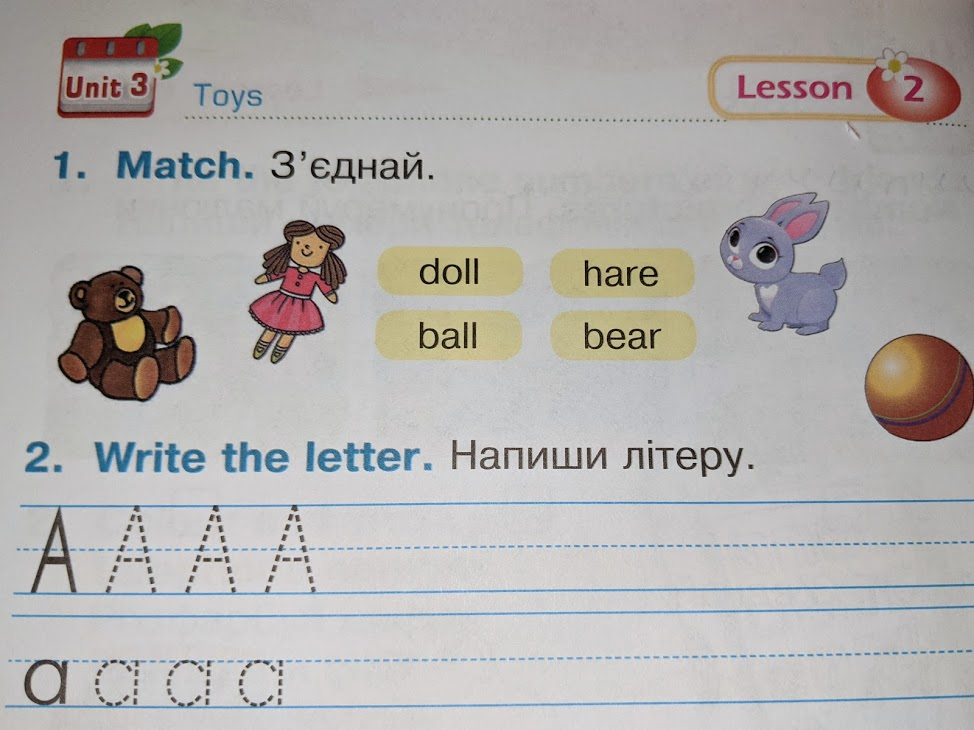 Unit 3
Toys
Lesson 2
1. Match. З’єднай.
doll hare
ball bear
2. Write the letter. Напиши літеру.
A A A A
a a a a